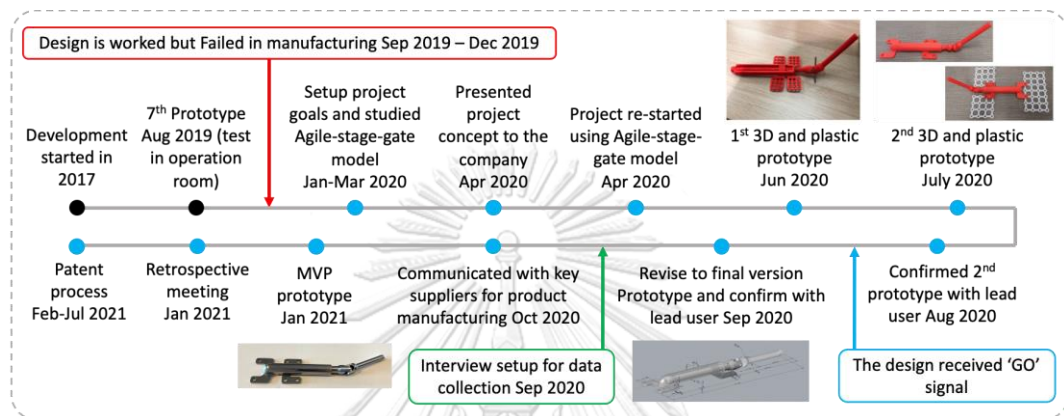 Design is worked but Failed in manufacturing Sep 2019 – Dec 2019
Development
started in
2017
7th Prototype
Aug 2019 (test
in operation
room)
Setup project
goals and studied
Agile-stage-gate
model
Jan-Mar 2020
Presented
project
concept to the
company
Apr 2020
Project re-started
using Agile-stage-
gate model
Apr 2020
1st 3D and plastic
prototype
Jun 2020
2nd 3D and plastic
prototype
July 2020
Patent
process
Feb-Jul 2021
Retrospective
meeting
Jan 2021
MVP
prototype
Jan 2021
Communicated with key
suppliers for product
manufacturing Oct 2020
Revise to final version
Prototype and confirm with
lead user Sep 2020
Confirmed 2nd
prototype with lead
user Aug 2020
Interview setup for data
collection Sep 2020
The design received ‘GO’
signal